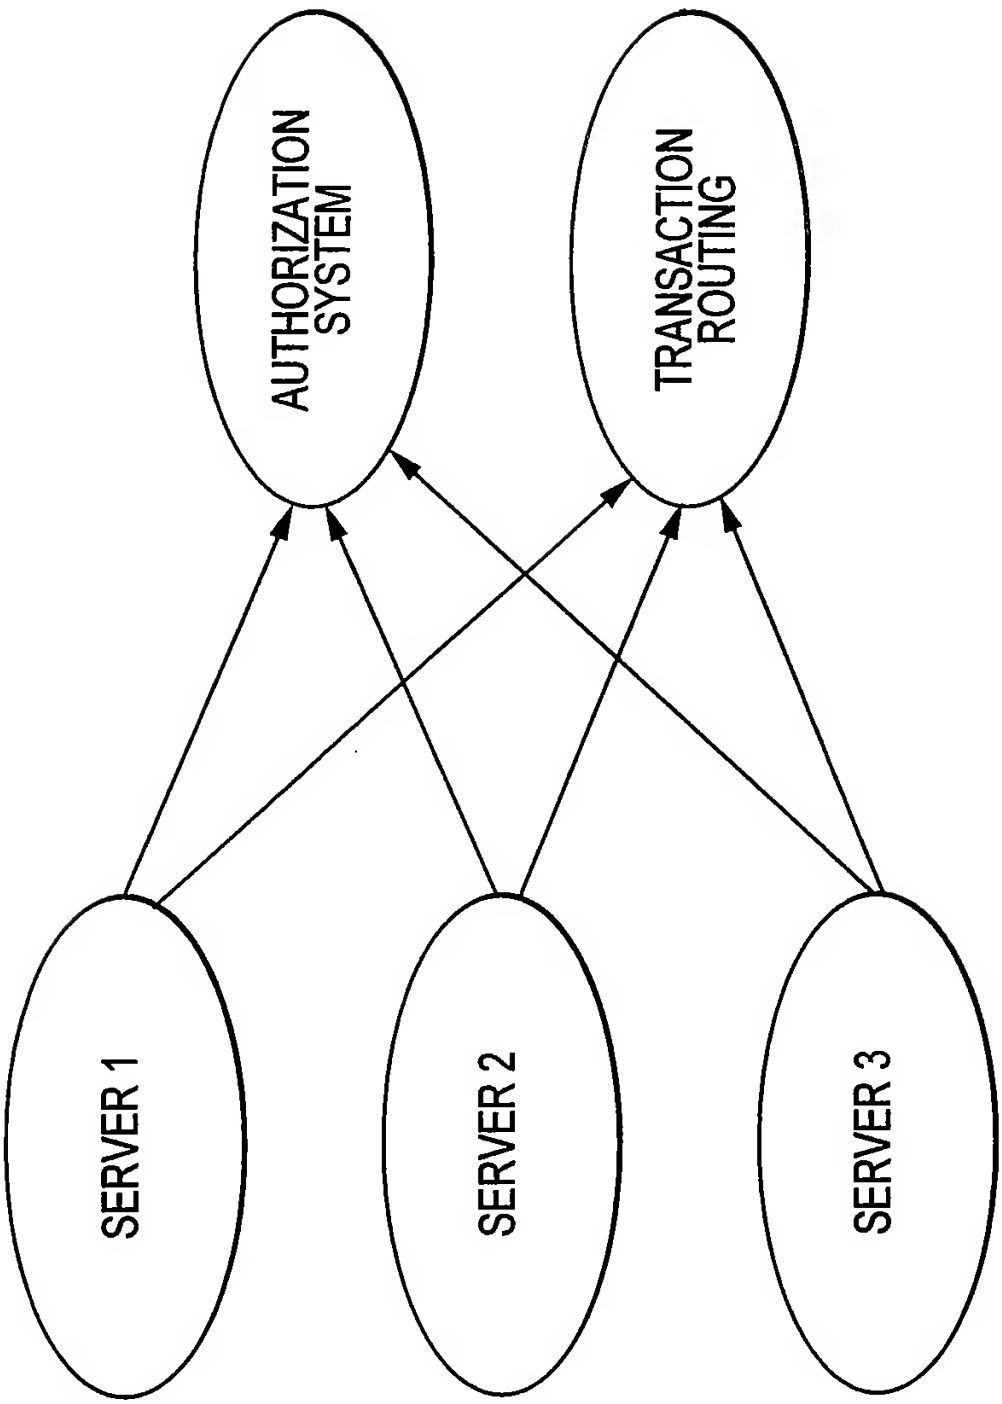 SERVER 1
SERVER 2
SERVER 3
AUTHORIZATION
SYSTEM
TRANSACTION
ROUTING